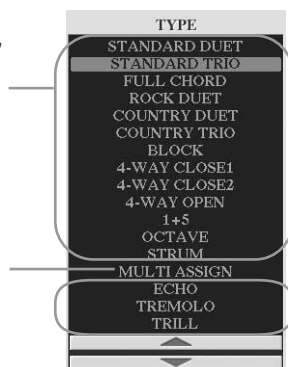 TYPE
STANDARD DUET
STANDARD TRIO
FULL CHORD
ROCK DUET
COUNTRY DUET
COUNTRY TRIO
BLOCK
4-WAY CLOSE1
4-WAY CLOSE2
4-WAY OPEN
1+5
OCTAVE
STRUM
MULTI ASSIGN
ECHO
TREMOLO
TRILL